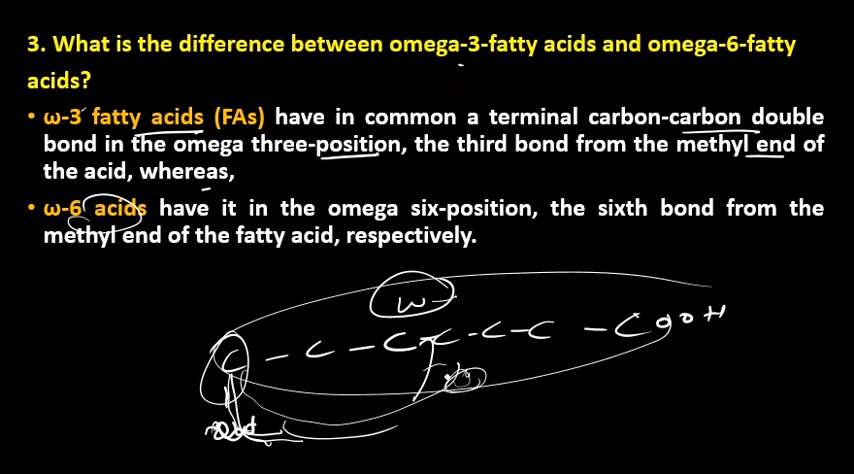 3. What is the difference between omega-3-fatty acids and omega-6-fatty
acids?
• ω-3 fatty acids (FAs) have in common a terminal carbon-carbon double
bond in the omega three-position, the third bond from the methyl end of
the acid, whereas,
• ω-6 acids have it in the omega six-position, the sixth bond from the
methyl end of the fatty acid, respectively.
ω
C - C - C - C - C - C - COOH